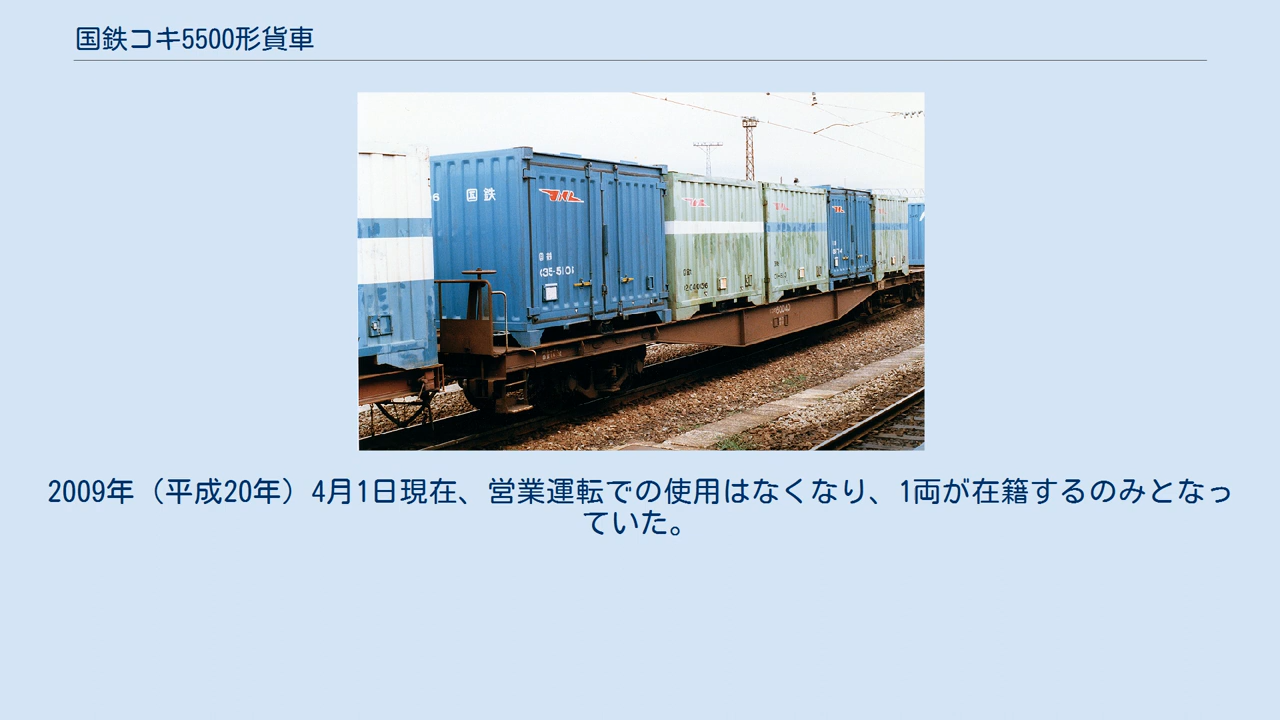 国鉄コキ5500形貨車
国鉄
2009年（平成20年）4月1日現在、営業運転での使用はなくなり、1両が在籍するのみとなっ
ていた。